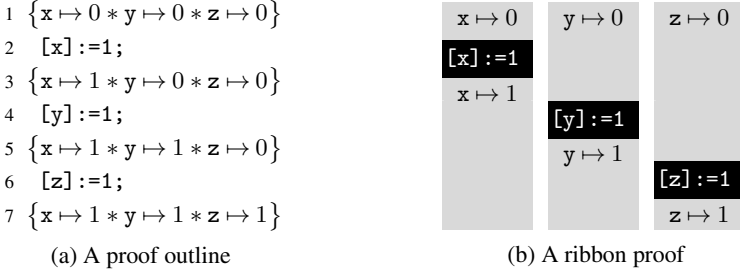 1 {x ↦ 0 ∗ y ↦ 0 ∗ z ↦ 0}
2 [x]:=1;
3 {x ↦ 1 ∗ y ↦ 0 ∗ z ↦ 0}
4 [y]:=1;
5 {x ↦ 1 ∗ y ↦ 1 ∗ z ↦ 0}
6 [z]:=1;
7 {x ↦ 1 ∗ y ↦ 1 ∗ z ↦ 1}
(a) A proof outline
x ↦ 0 y ↦ 0 z ↦ 0
[x]:=1
x ↦ 1
[y]:=1
y ↦ 1
[z]:=1
z ↦ 1
(b) A ribbon proof